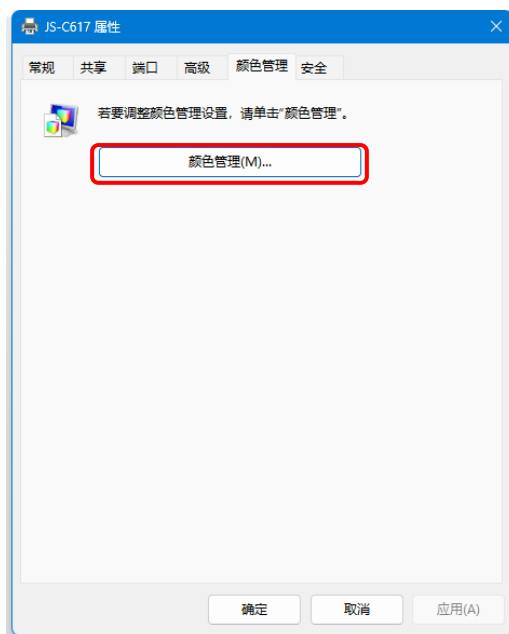 JS-C617 属性
常规 共享 端口 高级 颜色管理 安全
若要调整颜色管理设置，请单击"颜色管理"。
颜色管理(M)...
确定 取消 应用(A)